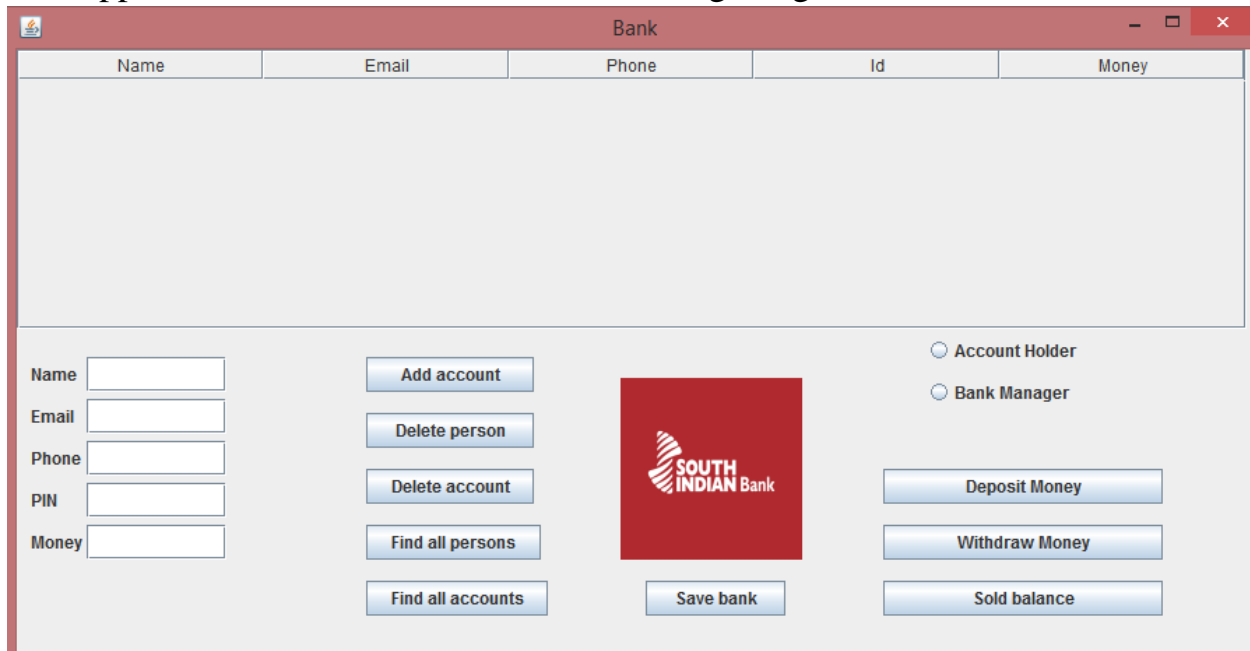 Bank
Name Email Phone Id Money
Account Holder
Name Add account
Bank Manager
Email Delete person
Phone
SOUTH
INDIAN Bank
Delete account Deposit Money
PIN
Money Find all persons Withdraw Money
Find all accounts Save bank Sold balance